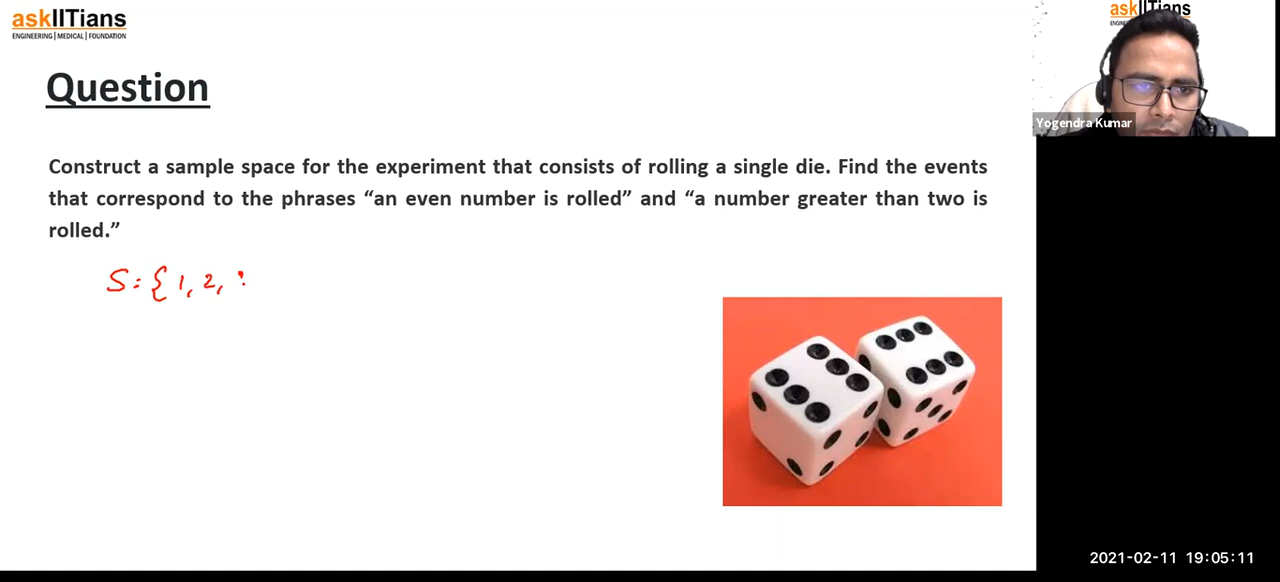 askIITians
ENGINEERING | MEDICAL | FOUNDATION
askIITians
Yogendra Kumar
Question
Construct a sample space for the experiment that consists of rolling a single die. Find the events
that correspond to the phrases “an even number is rolled” and “a number greater than two is
rolled.”
S = { 1, 2,
2021-02-11 19:05:11